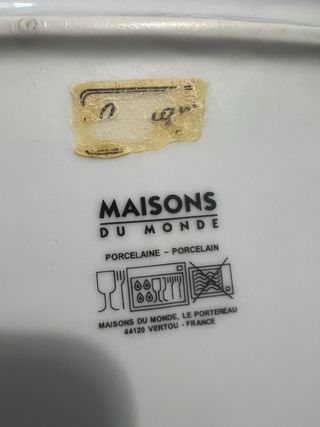 MAISONS
DU MONDE
PORCELAINE – PORCELAIN
MAISONS DU MONDE, LE PORTEREAU
44120 VERTOU - FRANCE